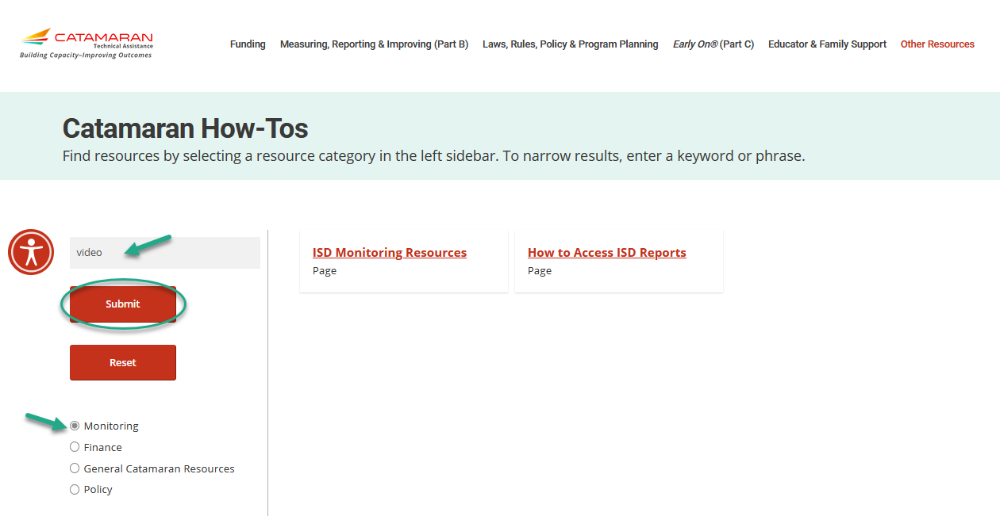 CATAMARAN
Technical Assistance
Building Capacity–Improving Outcomes
Funding Measuring, Reporting & Improving (Part B) Laws, Rules, Policy & Program Planning Early On® (Part C) Educator & Family Support Other Resources
Catamaran How-Tos
Find resources by selecting a resource category in the left sidebar. To narrow results, enter a keyword or phrase.
video
Submit
Reset
Monitoring
Finance
General Catamaran Resources
Policy
ISD Monitoring Resources
Page
How to Access ISD Reports
Page